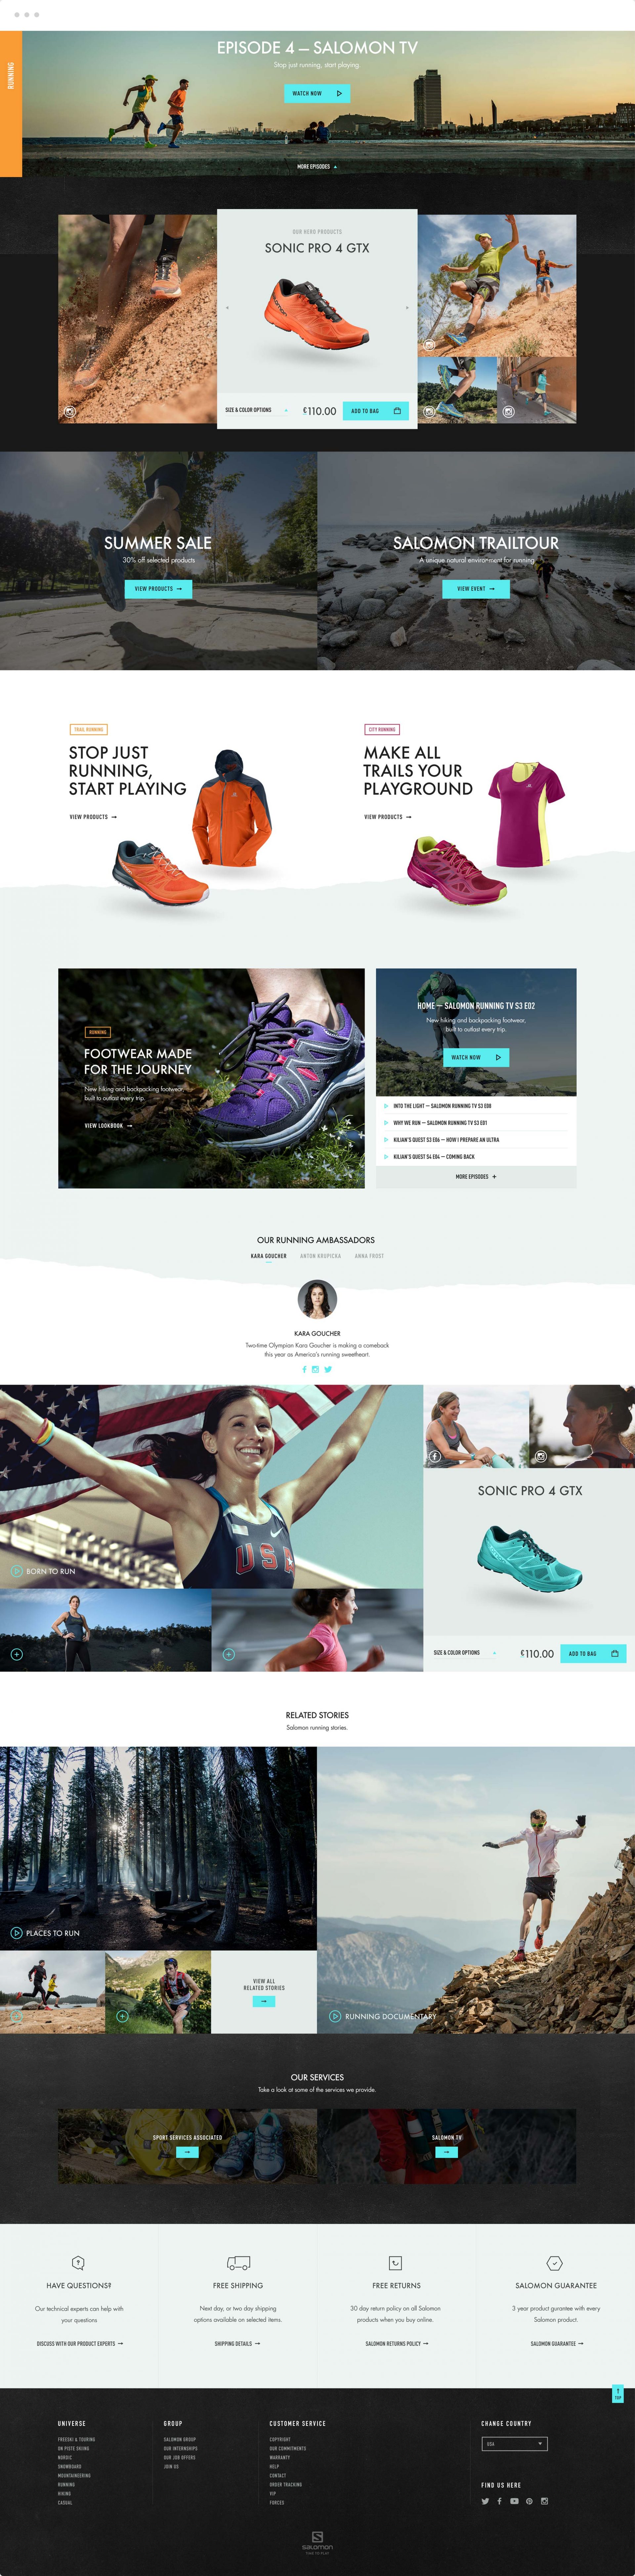 RUNNING
EPISODE 4 — SALOMON TV
Stop just running, start playing.
WATCH NOW
MORE EPISODES
OUR HERO PRODUCTS
SONIC PRO 4 GTX
SIZE & COLOR OPTIONS
£110.00
ADD TO BAG
SUMMER SALE
30% off selected products
VIEW PRODUCTS
SALOMON TRAILTOUR
A unique natural environment for running
VIEW EVENT
TRAIL RUNNING
STOP JUST
RUNNING,
START PLAYING
VIEW PRODUCTS
CITY RUNNING
MAKE ALL
TRAILS YOUR
PLAYGROUND
VIEW PRODUCTS
RUNNING
FOOTWEAR MADE
FOR THE JOURNEY
New hiking and backpacking footwear,
built to outlast every trip.
VIEW LOOKBOOK
HOME — SALOMON RUNNING TV S3 E02
New hiking and backpacking footwear,
built to outlast every trip.
WATCH NOW
INTO THE LIGHT — SALOMON RUNNING TV S3 E08
WHY WE RUN — SALOMON RUNNING TV S3 E01
KILIAN'S QUEST S3 E06 — HOW I PREPARE AN ULTRA
KILIAN'S QUEST S4 E04 — COMING BACK
MORE EPISODES
OUR RUNNING AMBASSADORS
KARA GOUCHER
ANTON KRUPICKA
ANNA FROST
KARA GOUCHER
Two-time Olympian Kara Goucher is making a comeback
this year as America's running sweetheart.
USA
BORN TO RUN
SONIC PRO 4 GTX
SIZE & COLOR OPTIONS
£110.00
ADD TO BAG
RELATED STORIES
Salomon running stories.
PLACES TO RUN
VIEW ALL
RELATED STORIES
RUNNING DOCUMENTARY
OUR SERVICES
Take a look at some of the services we provide.
SPORT SERVICES ASSOCIATED
SALOMON TV
HAVE QUESTIONS?
Our technical experts can help with
your questions
DISCUSS WITH OUR PRODUCT EXPERTS
FREE SHIPPING
Next day, or two day shipping
options available on selected items.
SHIPPING DETAILS
FREE RETURNS
30 day return policy on all Salomon
products when you buy online.
SALOMON RETURNS POLICY
SALOMON GUARANTEE
3 year product gurantee with every
Salomon product.
SALOMON GUARANTEE
TOP
UNIVERSE
FREESKI & TOURING
ON PISTE SKIING
NORDIC
SNOWBOARD
MOUNTAINEERING
RUNNING
HIKING
CASUAL
GROUP
SALOMON GROUP
OUR INTERNSHIPS
OUR JOB OFFERS
JOIN US
CUSTOMER SERVICE
COPYRIGHT
OUR COMMITMENTS
WARRANTY
HELP
CONTACT
ORDER TRACKING
VIP
FORCES
CHANGE COUNTRY
USA
FIND US HERE
SALOMON
TIME TO PLAY